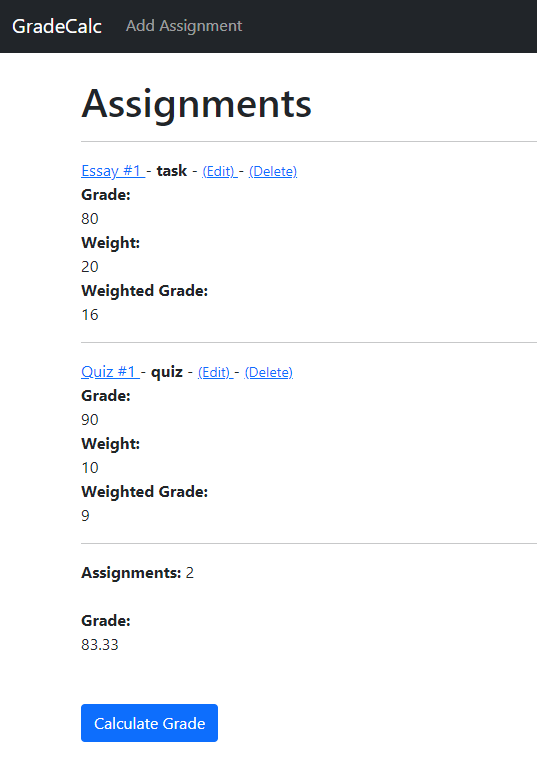 GradeCalc Add Assignment
Assignments
Essay #1 - task - (Edit) - (Delete)
Grade:
80
Weight:
20
Weighted Grade:
16
Quiz #1 - quiz - (Edit) - (Delete)
Grade:
90
Weight:
10
Weighted Grade:
9
Assignments: 2
Grade:
83.33
Calculate Grade